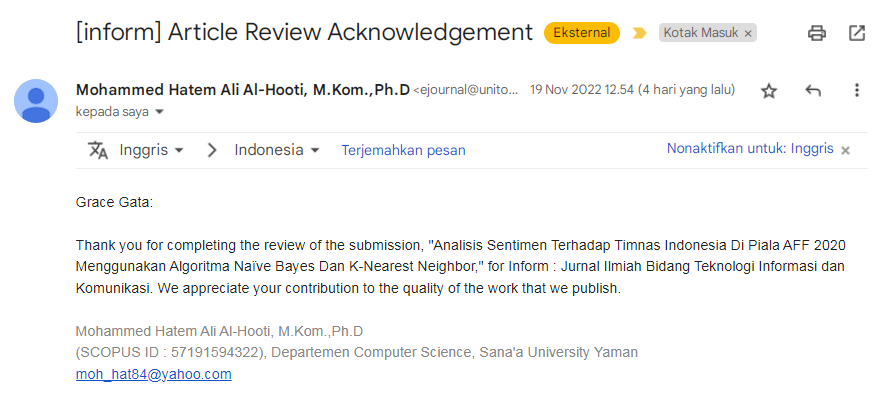 [inform] Article Review Acknowledgement Eksternal Kotak Masuk ×
Mohammed Hatem Ali Al-Hooti, M.Kom.,Ph.D <ejournal@unito... 19 Nov 2022 12.54 (4 hari yang lalu)
kepada saya
Inggris > Indonesia Terjemahkan pesan Nonaktifkan untuk: Inggris ×
Grace Gata:
Thank you for completing the review of the submission, "Analisis Sentimen Terhadap Timnas Indonesia Di Piala AFF 2020
Menggunakan Algoritma Naïve Bayes Dan K-Nearest Neighbor," for Inform : Jurnal Ilmiah Bidang Teknologi Informasi dan
Komunikasi. We appreciate your contribution to the quality of the work that we publish.
Mohammed Hatem Ali Al-Hooti, M.Kom.,Ph.D
(SCOPUS ID : 57191594322), Departemen Computer Science, Sana'a University Yaman
moh_hat84@yahoo.com